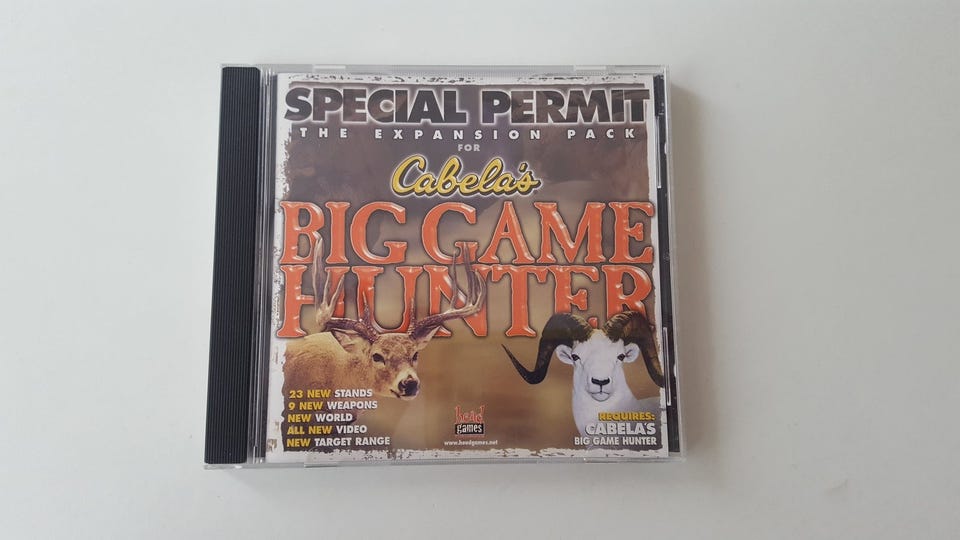 SPECIAL PERMIT
THE EXPANSION PACK
FOR
Cabela's
BIG GAME
HUNTER
23 NEW STANDS
9 NEW WEAPONS
NEW WORLD
ALL NEW VIDEO
NEW TARGET RANGE
head
games
www.headgames.net
REQUIRES:
CABELA'S
BIG GAME HUNTER